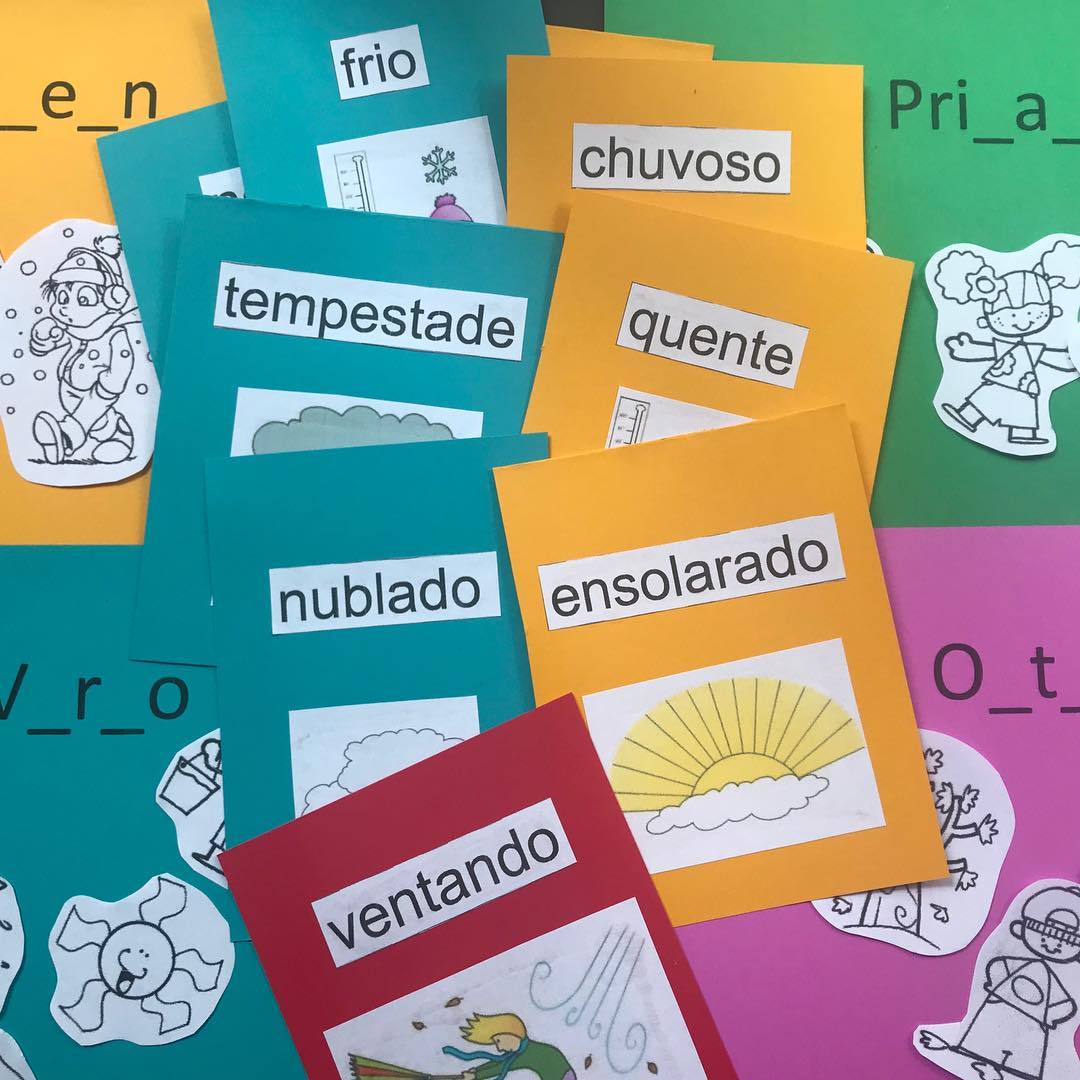 frio
_e_n
Pri_a_
chuvoso
tempestade
quente
nublado
ensolarado
V_r_o
O_t_
ventando